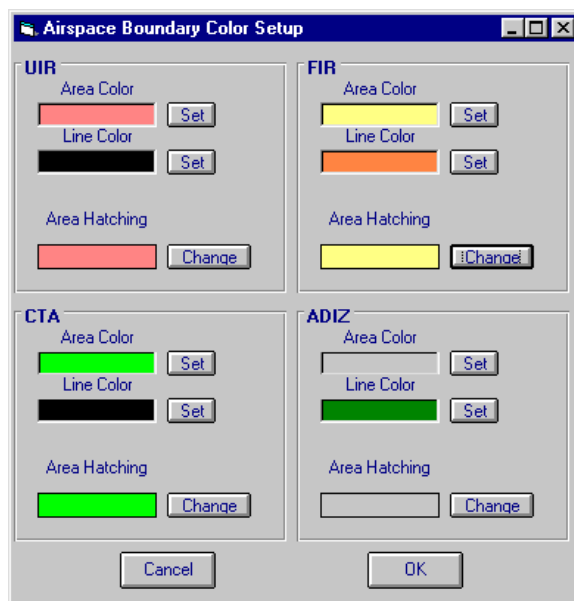 Airspace Boundary Color Setup
UIR
Area Color
Set
Line Color
Set
Area Hatching
Change
FIR
Area Color
Set
Line Color
Set
Area Hatching
Change
CTA
Area Color
Set
Line Color
Set
Area Hatching
Change
ADIZ
Area Color
Set
Line Color
Set
Area Hatching
Change
Cancel
OK